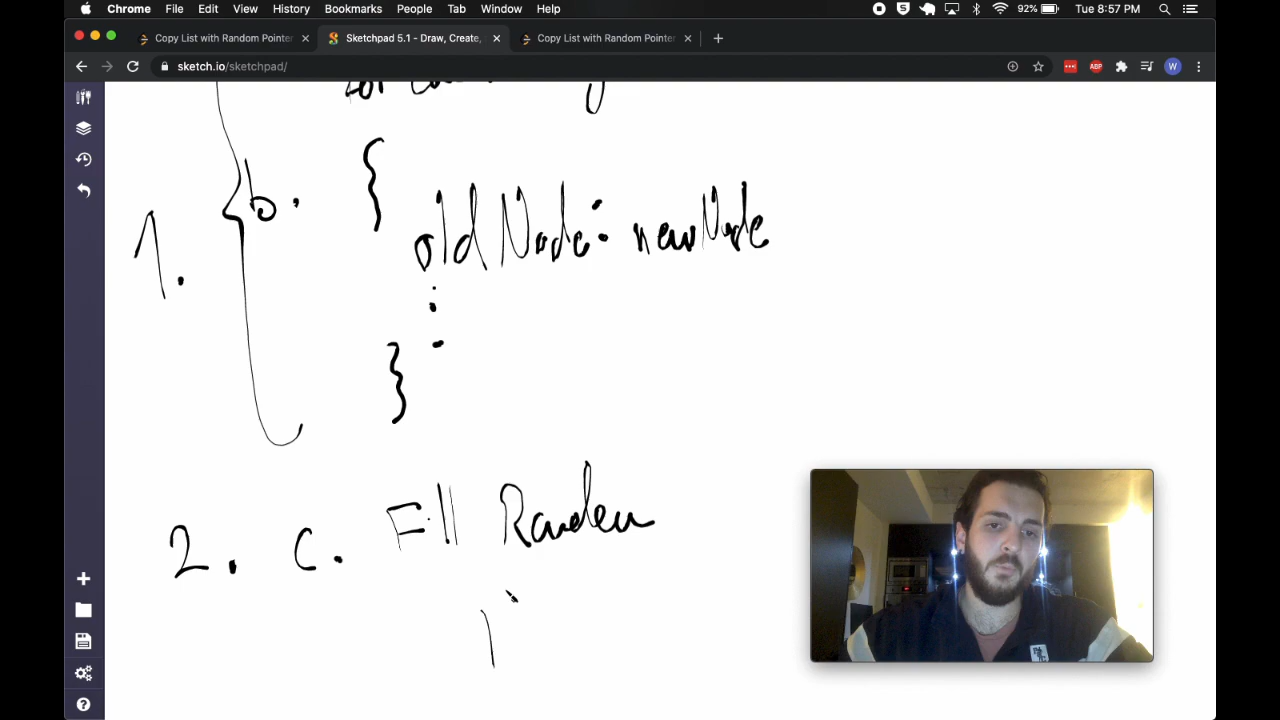 Chrome File Edit View History Bookmarks People Tab Window Help 92% Tue 8:57 PM
Copy List with Random Pointer Sketchpad 5.1 - Draw, Create, Copy List with Random Pointer
sketch.io/sketchpad/ ABP W
b. {
oldNode: newNode
1.
:
}
2. c. Fill Random